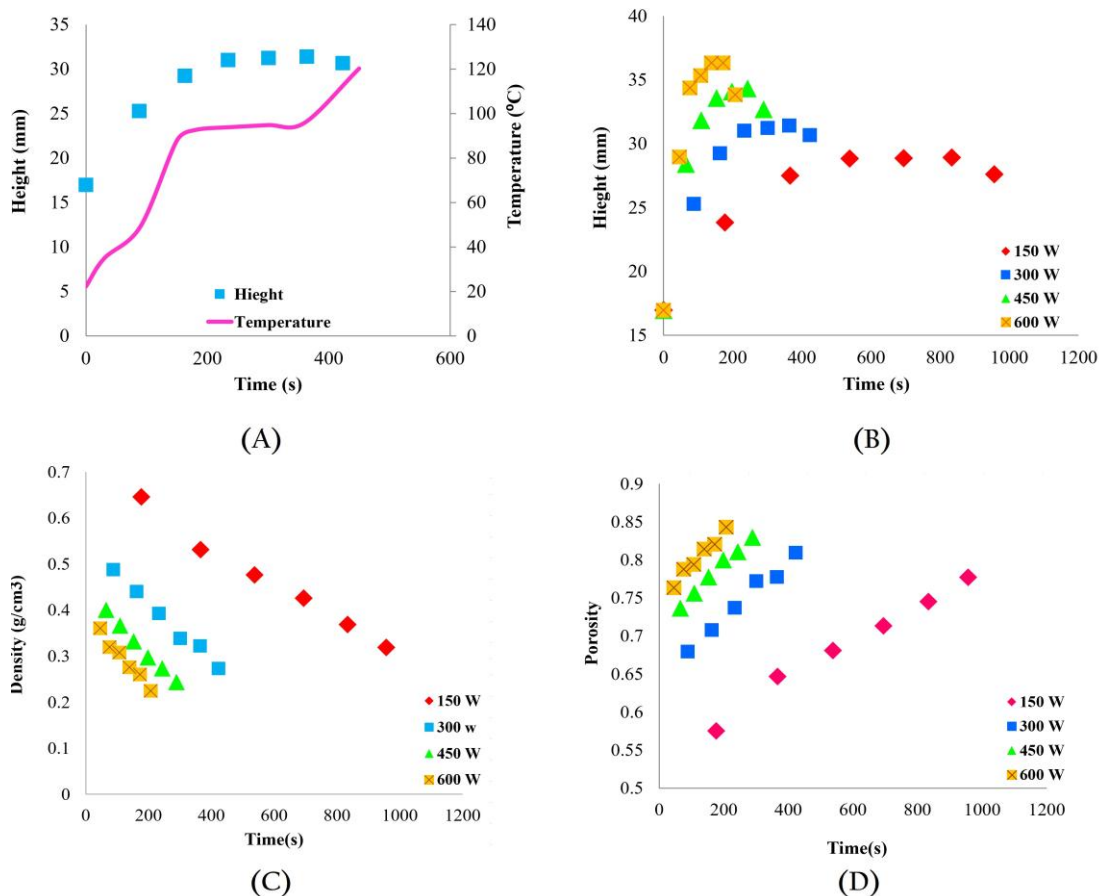 35
30
25
20
15
10
5
0
Height (mm)
140
120
100
80
60
40
20
0
Temperature (ºC)
Hieght
Temperature
0 200 400 600
Time (s)
(A)
40
35
30
25
20
15
Hieght (mm)
150 W
300 W
450 W
600 W
0 200 400 600 800 1000 1200
Time (s)
(B)
0.7
0.6
0.5
0.4
0.3
0.2
0.1
0
Density (g/cm3)
150 W
300 w
450 W
600 W
0 200 400 600 800 1000 1200
Time(s)
(C)
0.9
0.85
0.8
0.75
0.7
0.65
0.6
0.55
0.5
Porosity
150 W
300 W
450 W
600 W
0 200 400 600 800 1000 1200
Time(s)
(D)